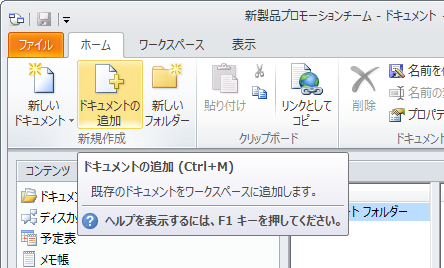 新製品プロモーションチーム - ドキュメント
ファイル ホーム ワークスペース 表示
新しい
ドキュメント
ドキュメントの
追加
新しい
フォルダー
新規作成
貼り付け
リンクとして
コピー
クリップボード
削除
名前を
名前の
プロパテ
ドキュメント
コンテンツ
ドキュメ
ディスカッ
予定表
メモ帳
ト フォルダー
ドキュメントの追加 (Ctrl+M)
既存のドキュメントをワークスペースに追加します。
ヘルプを表示するには、F1 キーを押してください。